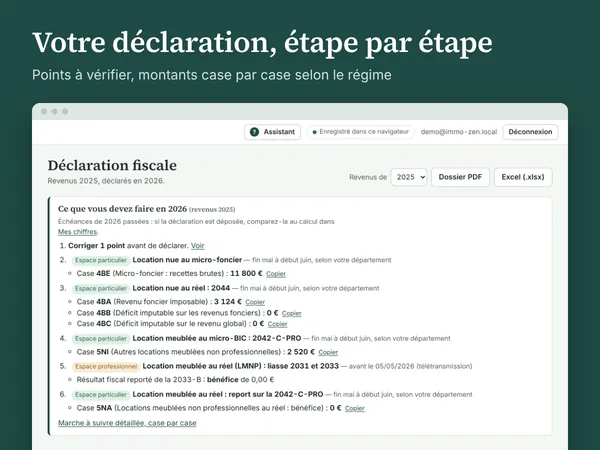 Votre déclaration, étape par étape
Points à vérifier, montants case par case selon le régime
? Assistant
Enregistré dans ce navigateur
demo@immo-zen.local
Déconnexion
Déclaration fiscale
Revenus 2025, déclarés en 2026.
Revenus de 2025 Dossier PDF Excel (.xlsx)
Ce que vous devez faire en 2026 (revenus 2025)
Échéances de 2026 passées : si la déclaration est déposée, comparez-la au calcul dans
Mes chiffres.
1. Corriger 1 point avant de déclarer. Voir
2. Espace particulier Location nue au micro-foncier — fin mai à début juin, selon votre département
Case 4BE (Micro-foncier : recettes brutes) : 11 800 € Copier
3. Espace particulier Location nue au réel : 2044 — fin mai à début juin, selon votre département
Case 4BA (Revenu foncier imposable) : 3 124 € Copier
Case 4BB (Déficit imputable sur les revenus fonciers) : 0 € Copier
Case 4BC (Déficit imputable sur le revenu global) : 0 € Copier
4. Espace particulier Location meublée au micro-BIC : 2042-C-PRO — fin mai à début juin, selon votre département
Case 5NI (Autres locations meublées non professionnelles) : 2 520 € Copier
5. Espace professionnel Location meublée au réel (LMNP) : liasse 2031 et 2033 — avant le 05/05/2026 (télétransmission)
Résultat fiscal reporté de la 2033-B : bénéfice de 0,00 €
6. Espace particulier Location meublée au réel : report sur la 2042-C-PRO — fin mai à début juin, selon votre département
Case 5NA (Locations meublées non professionnelles au réel : bénéfice) : 0 € Copier
Marche à suivre détaillée, case par case